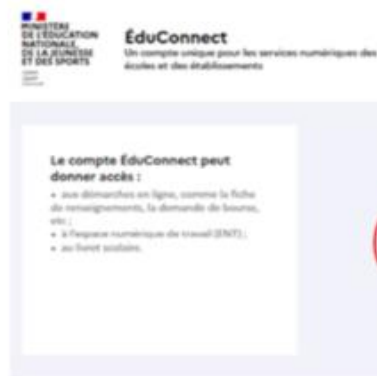 MINISTÈRE
DE L'ÉDUCATION
NATIONALE,
DE LA JEUNESSE
ET DES SPORTS
ÉduConnect
Un compte unique pour les services numériques des
écoles et des établissements
Le compte ÉduConnect peut
donner accès :
• aux démarches en ligne, comme la fiche
de renseignements, la demande de bourse,
etc ;
• à l'espace numérique de travail (ENT) ;
• au livret scolaire.